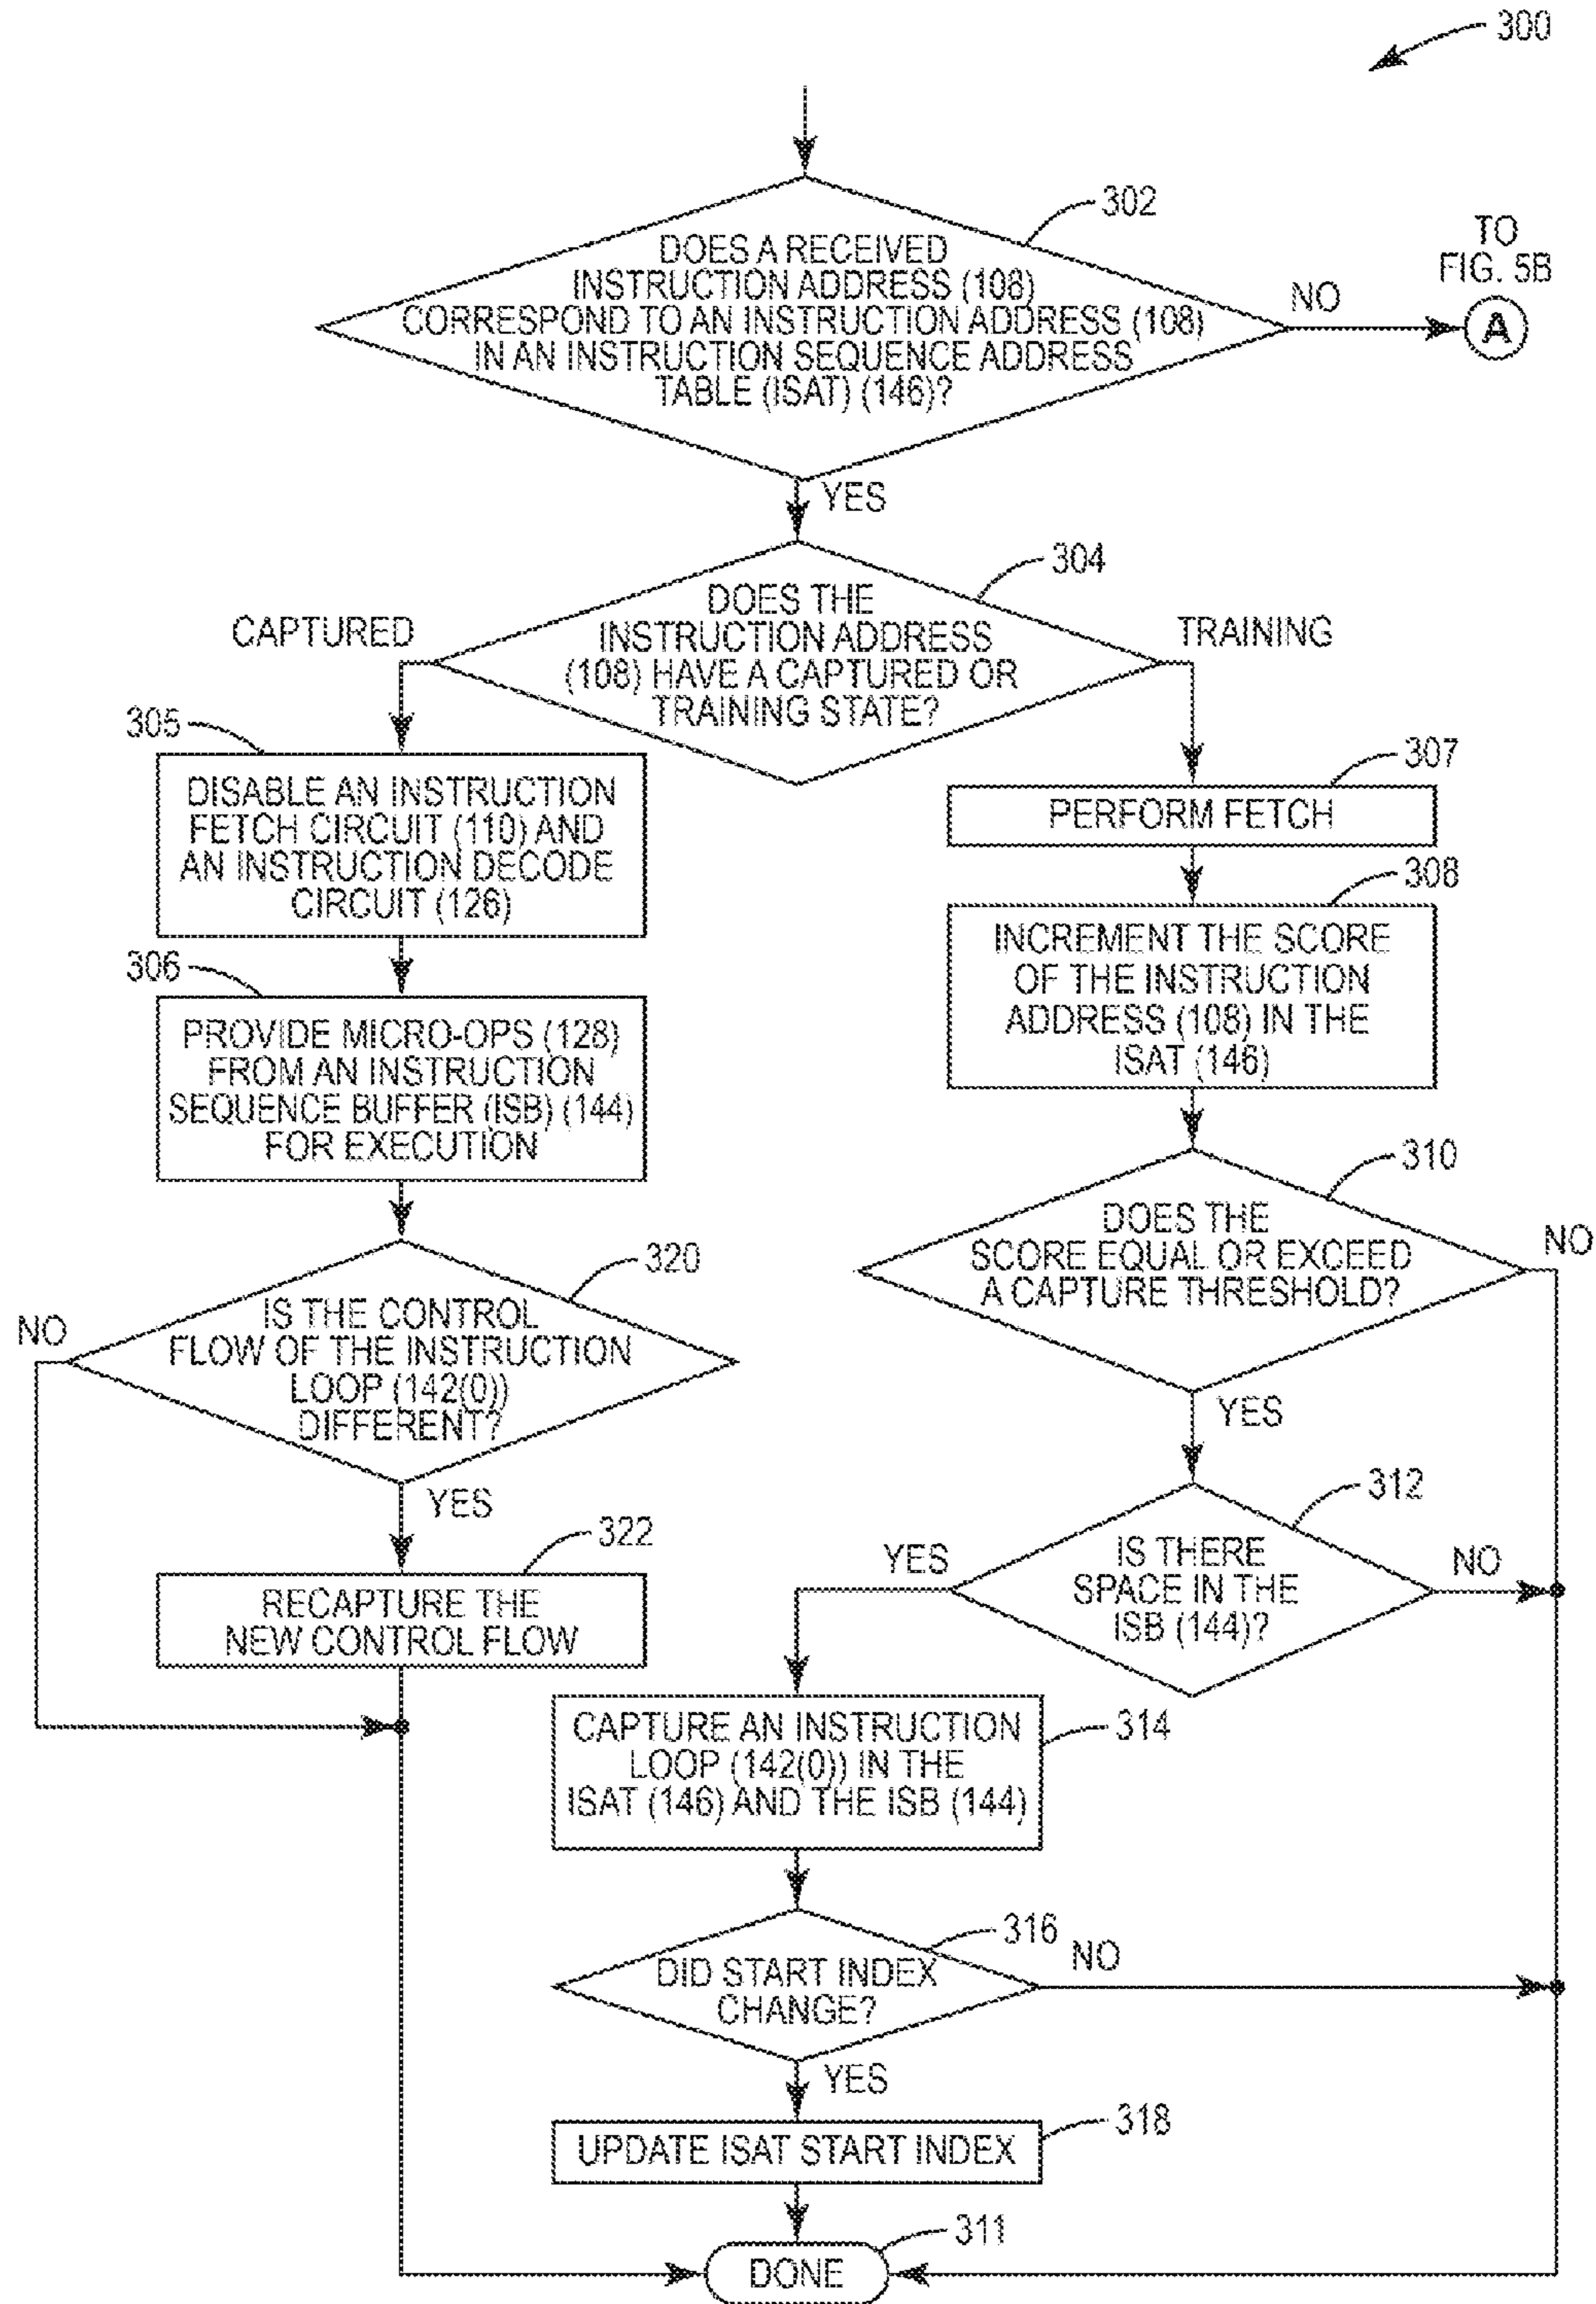 300
302
DOES A RECEIVED
INSTRUCTION ADDRESS (108)
CORRESPOND TO AN INSTRUCTION ADDRESS (108)
IN AN INSTRUCTION SEQUENCE ADDRESS
TABLE (ISAT) (146)?
NO
TO
FIG. 5B
A
YES
304
DOES THE
INSTRUCTION ADDRESS
(108) HAVE A CAPTURED OR
TRAINING STATE?
CAPTURED
TRAINING
305
DISABLE AN INSTRUCTION
FETCH CIRCUIT (110) AND
AN INSTRUCTION DECODE
CIRCUIT (126)
307
PERFORM FETCH
306
PROVIDE MICRO-OPS (128)
FROM AN INSTRUCTION
SEQUENCE BUFFER (ISB) (144)
FOR EXECUTION
308
INCREMENT THE SCORE
OF THE INSTRUCTION
ADDRESS (108) IN THE
ISAT (146)
310
DOES THE
SCORE EQUAL OR EXCEED
A CAPTURE THRESHOLD?
NO
YES
320
IS THE CONTROL
FLOW OF THE INSTRUCTION
LOOP (142(0))
DIFFERENT?
NO
YES
322
RECAPTURE THE
NEW CONTROL FLOW
312
IS THERE
SPACE IN THE
ISB (144)?
YES
NO
314
CAPTURE AN INSTRUCTION
LOOP (142(0)) IN THE
ISAT (146) AND THE ISB (144)
316
DID START INDEX
CHANGE?
NO
YES
318
UPDATE ISAT START INDEX
311
DONE